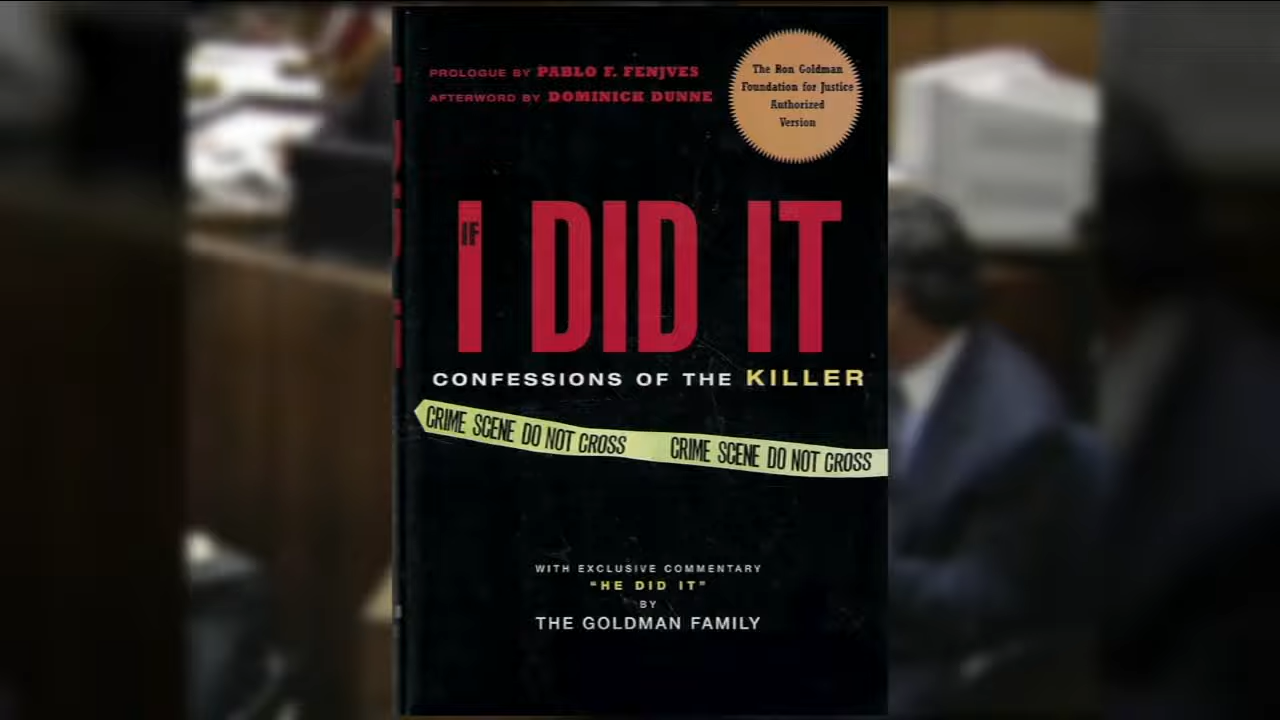 PROLOGUE BY PABLO F. FENJVES
AFTERWORD BY DOMINICK DUNNE
The Ron Goldman
Foundation for Justice
Authorized
Version
IF
I DID IT
CONFESSIONS OF THE KILLER
CRIME SCENE DO NOT CROSS CRIME SCENE DO NOT CROSS
WITH EXCLUSIVE COMMENTARY
"HE DID IT"
BY
THE GOLDMAN FAMILY